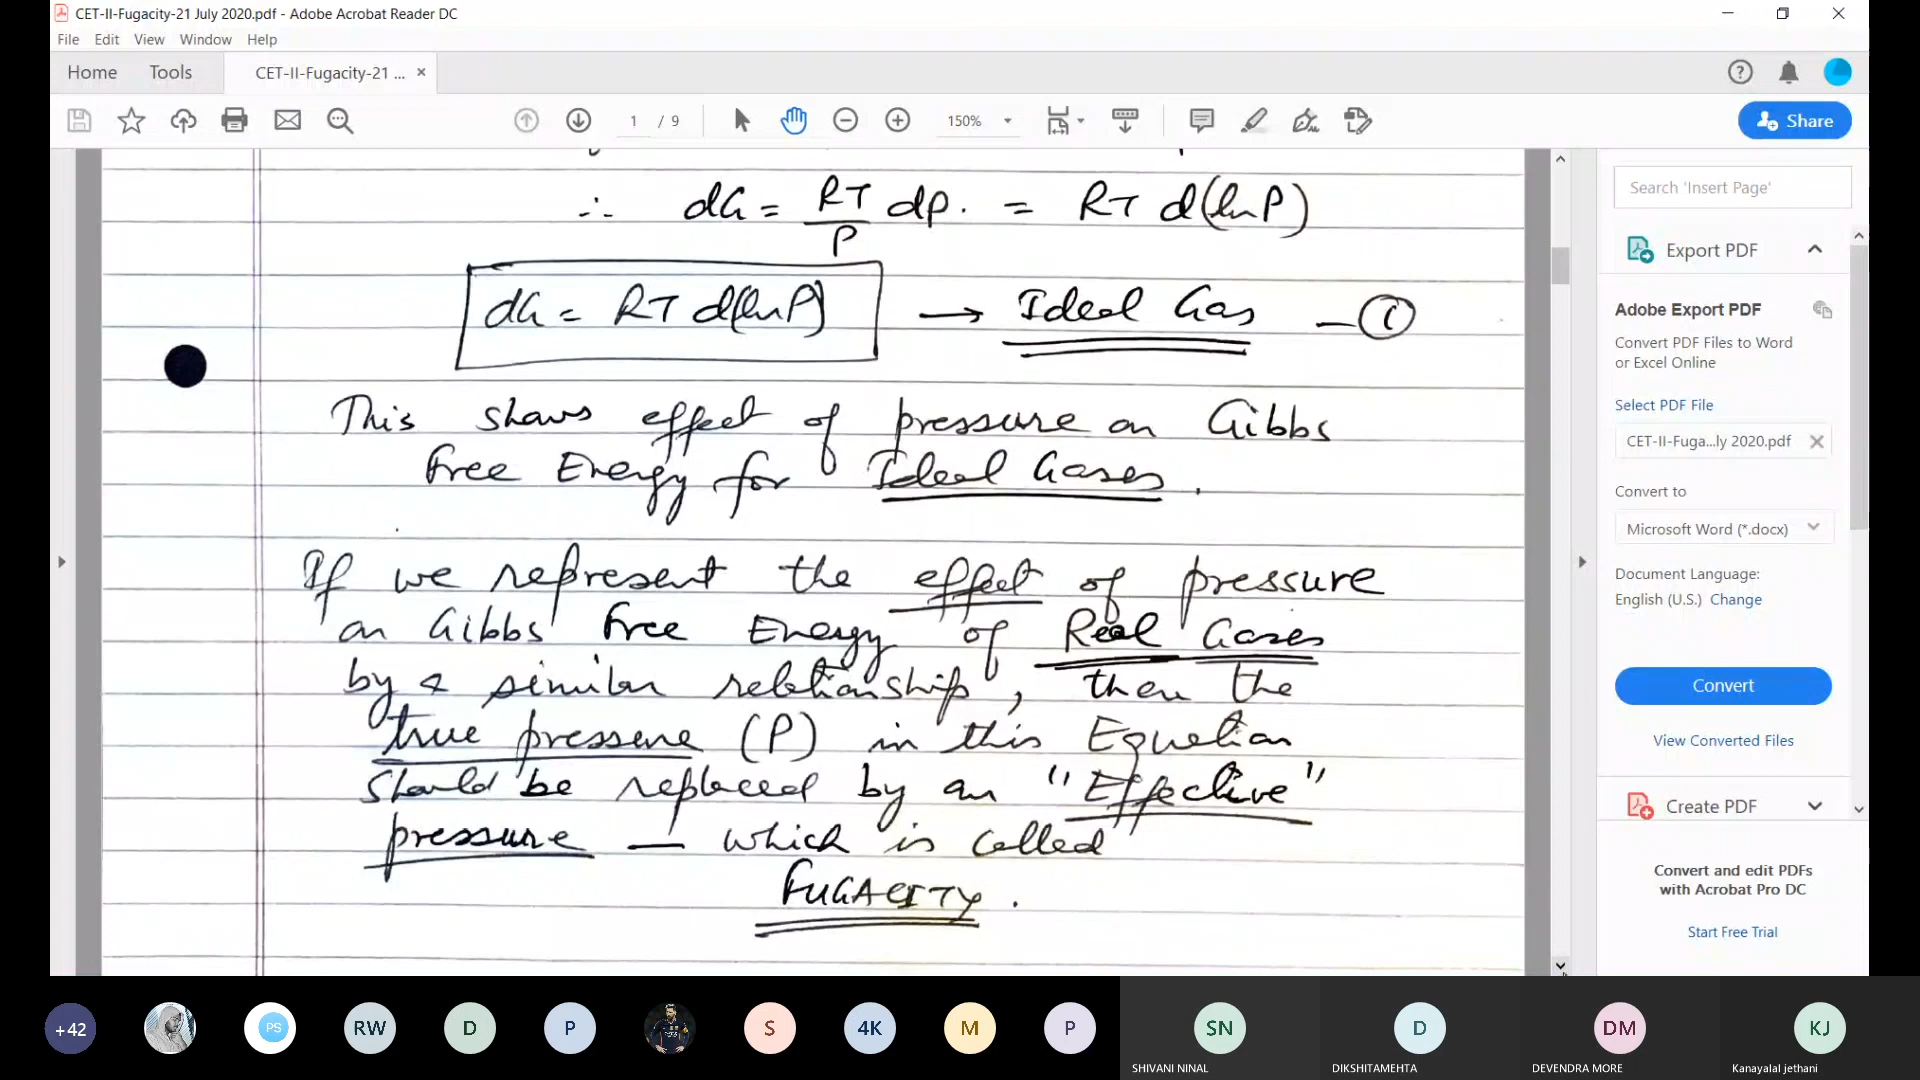 CET-II-Fugacity-21 July 2020.pdf - Adobe Acrobat Reader DC
File Edit View Window Help
Home Tools CET-II-Fugacity-21 ... ×
1 / 9 150% Share
∴ dG = RT/P dP. = RT d(ln P)
dG = RT d(ln P) → Ideal Gas - ①
This shows effect of pressure on Gibbs
Free Energy for Ideal Gases.
If we represent the effect of pressure
on Gibbs Free Energy of Real Gases
by a similar relationship, then the
true pressure (P) in this Equation
should be replaced by an "Effective"
pressure — which is called
FUGACITY.
Search 'Insert Page'
Export PDF
Adobe Export PDF
Convert PDF Files to Word
or Excel Online
Select PDF File
CET-II-Fuga...ly 2020.pdf
Convert to
Microsoft Word (*.docx)
Document Language:
English (U.S.) Change
Convert
View Converted Files
Create PDF
Convert and edit PDFs
with Acrobat Pro DC
Start Free Trial
+42 PS RW D P S 4K M P SN D DM KJ
SHIVANI NINAL DIKSHITAMEHTA DEVENDRA MORE Kanayalal jethani